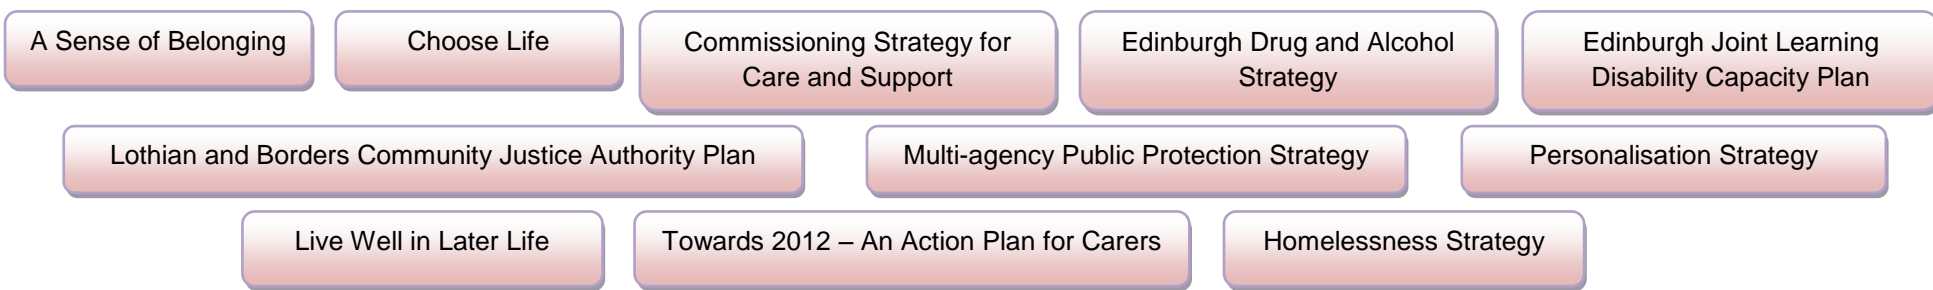 A Sense of Belonging
Choose Life
Commissioning Strategy for
Care and Support
Edinburgh Drug and Alcohol
Strategy
Edinburgh Joint Learning
Disability Capacity Plan
Lothian and Borders Community Justice Authority Plan
Multi-agency Public Protection Strategy
Personalisation Strategy
Live Well in Later Life
Towards 2012 – An Action Plan for Carers
Homelessness Strategy